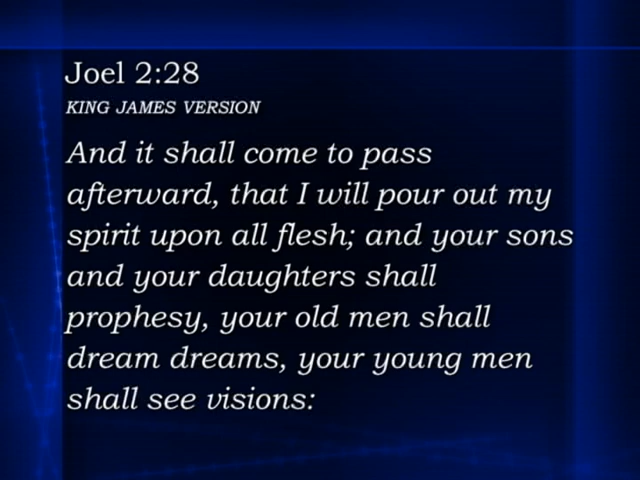 Joel 2:28
KING JAMES VERSION
And it shall come to pass
afterward, that I will pour out my
spirit upon all flesh; and your sons
and your daughters shall
prophesy, your old men shall
dream dreams, your young men
shall see visions: